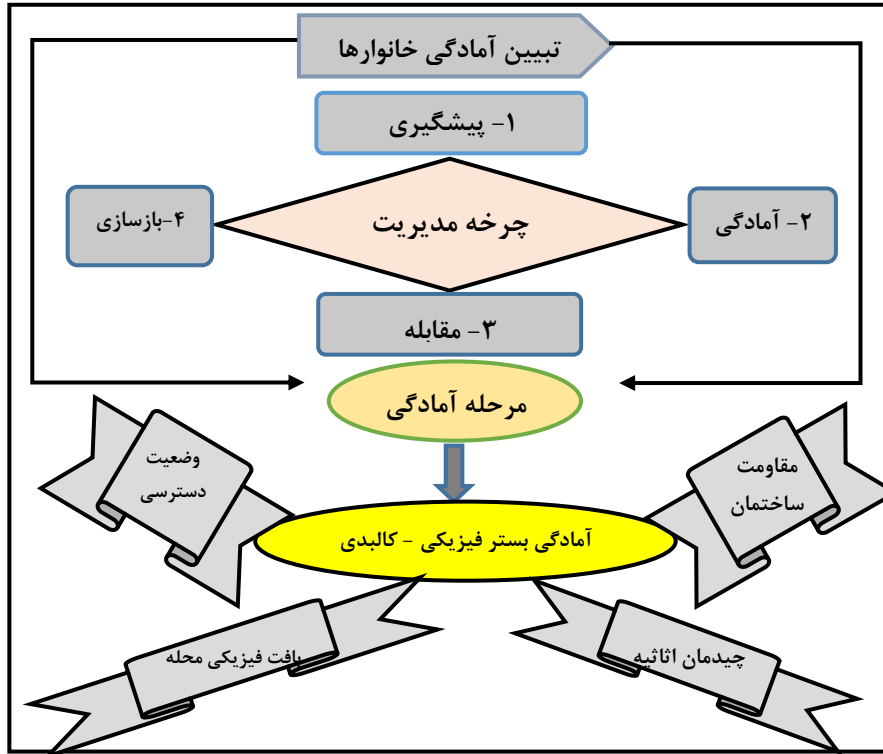 تبیین آمادگی خانوارها
۱- پیشگیری
چرخه مدیریت
۲- آمادگی
۴-بازسازی
۳- مقابله
مرحله آمادگی
مقاومت
ساختمان
وضعیت
دسترسی
آمادگی بستر فیزیکی - کالبدی
چیدمان اثاثیه
بافت فیزیکی محله